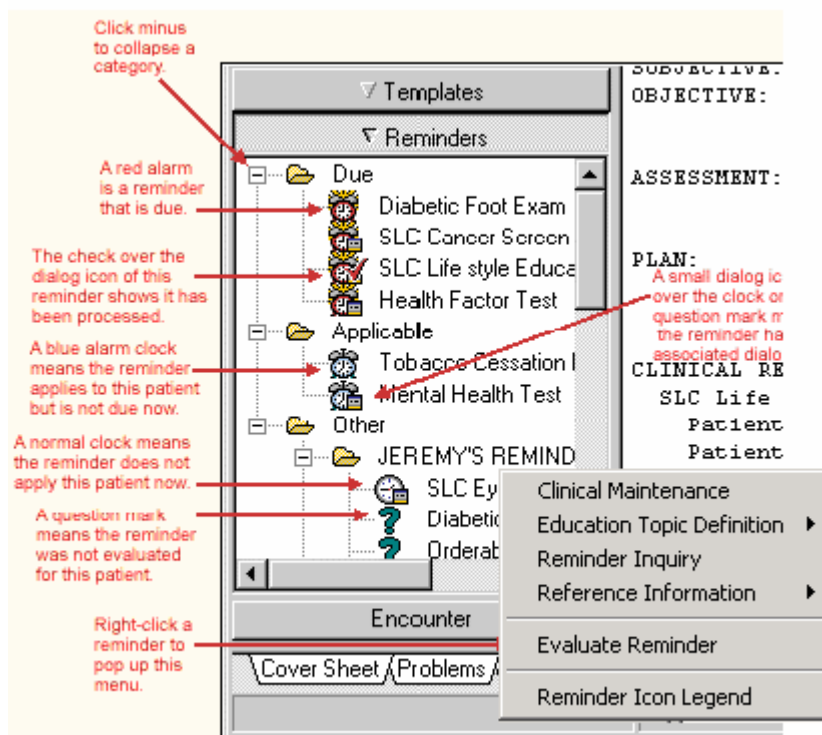 Click minus
to collapse a
category.
Templates
Reminders
A red alarm
is a reminder
that is due.
The check over the
dialog icon of this
reminder shows it has
been processed.
A blue alarm clock
means the reminder
applies to this patient
but is not due now.
A normal clock means
the reminder does not
apply this patient now.
A question mark
means the reminder
was not evaluated
for this patient.
Right-click a
reminder to
pop up this
menu.
Due
Diabetic Foot Exam
SLC Cancer Screen
SLC Life style Educa
Health Factor Test
Applicable
Tobacco Cessation
Mental Health Test
Other
JEREMY'S REMIND
SLC Ey
Diabetic
Orderab
Encounter
Cover Sheet Problems
SUBJECTIVE:
OBJECTIVE:
ASSESSMENT:
PLAN:
A small dialog ic
over the clock or
question mark m
the reminder ha
associated dialo
CLINICAL RE
SLC Life
Patient
Patient
Clinical Maintenance
Education Topic Definition
Reminder Inquiry
Reference Information
Evaluate Reminder
Reminder Icon Legend